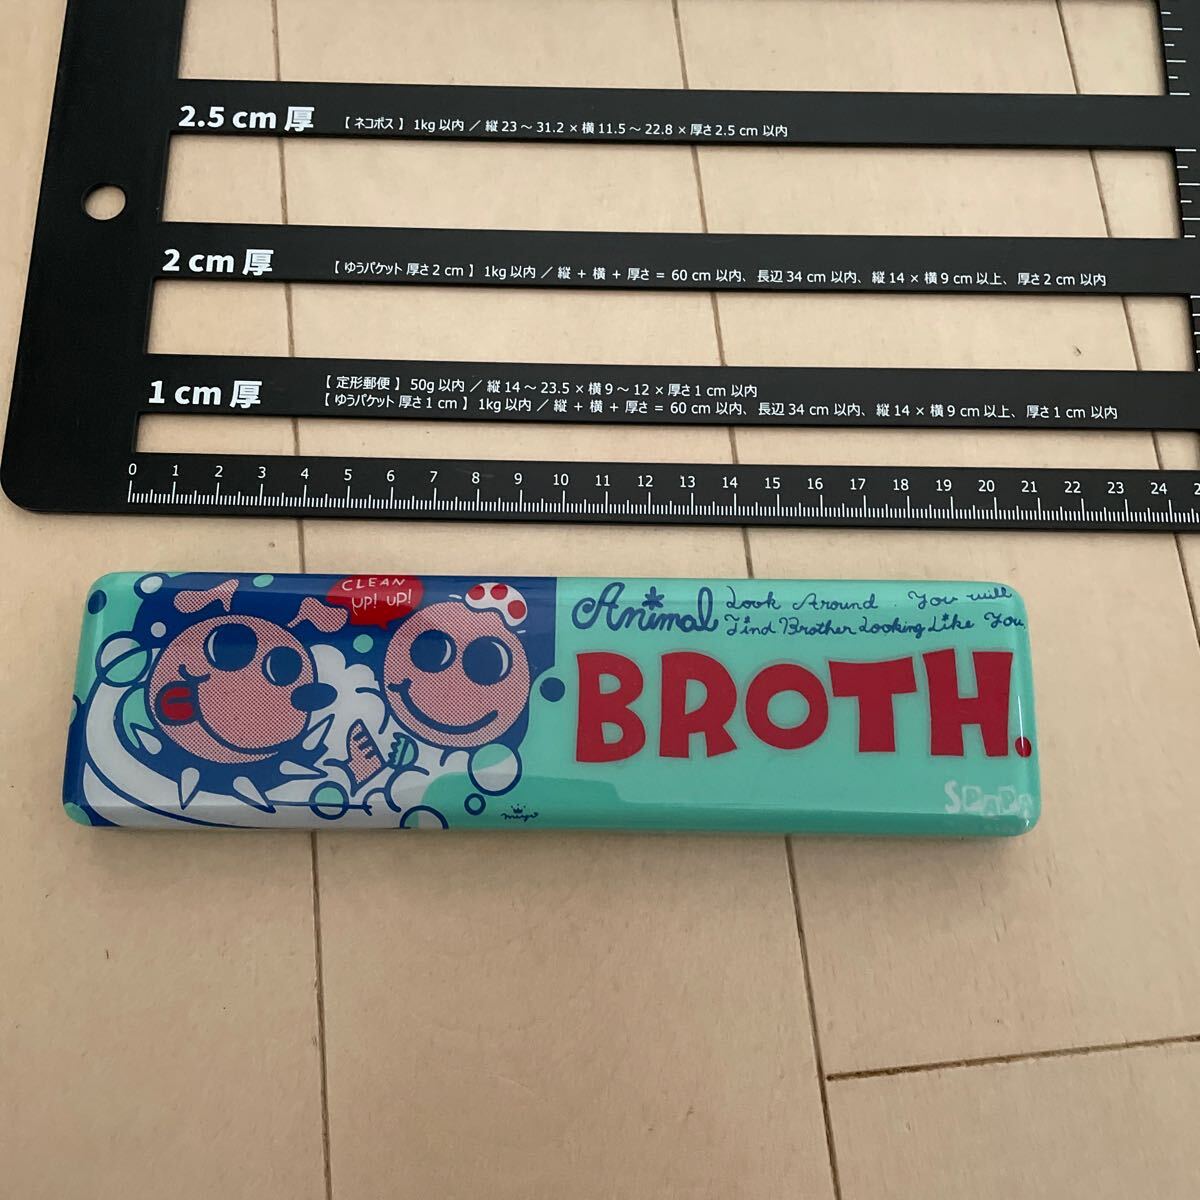 2.5 cm 厚
【 ネコポス 】 1kg 以内 ／ 縦 23 ～ 31.2 × 横 11.5 ～ 22.8 × 厚さ 2.5 cm 以内
2 cm 厚
【 ゆうパケット 厚さ 2 cm 】 1kg 以内 ／ 縦 + 横 + 厚さ = 60 cm 以内、 長辺 34 cm 以内、 縦 14 × 横 9 cm 以上、 厚さ 2 cm 以内
1 cm 厚
【 定形郵便 】 50g 以内 ／ 縦 14 ～ 23.5 × 横 9 ～ 12 × 厚さ 1 cm 以内
【 ゆうパケット 厚さ 1 cm 】 1kg 以内 ／ 縦 + 横 + 厚さ = 60 cm 以内、 長辺 34 cm 以内、 縦 14 × 横 9 cm 以上、 厚さ 1 cm 以内
0 1 2 3 4 5 6 7 8 9 10 11 12 13 14 15 16 17 18 19 20 21 22 23 24
CLEAN
UP! UP!
Animal
Look Around. You will
Find Brother Looking Like You
BROTH.
SPAPA